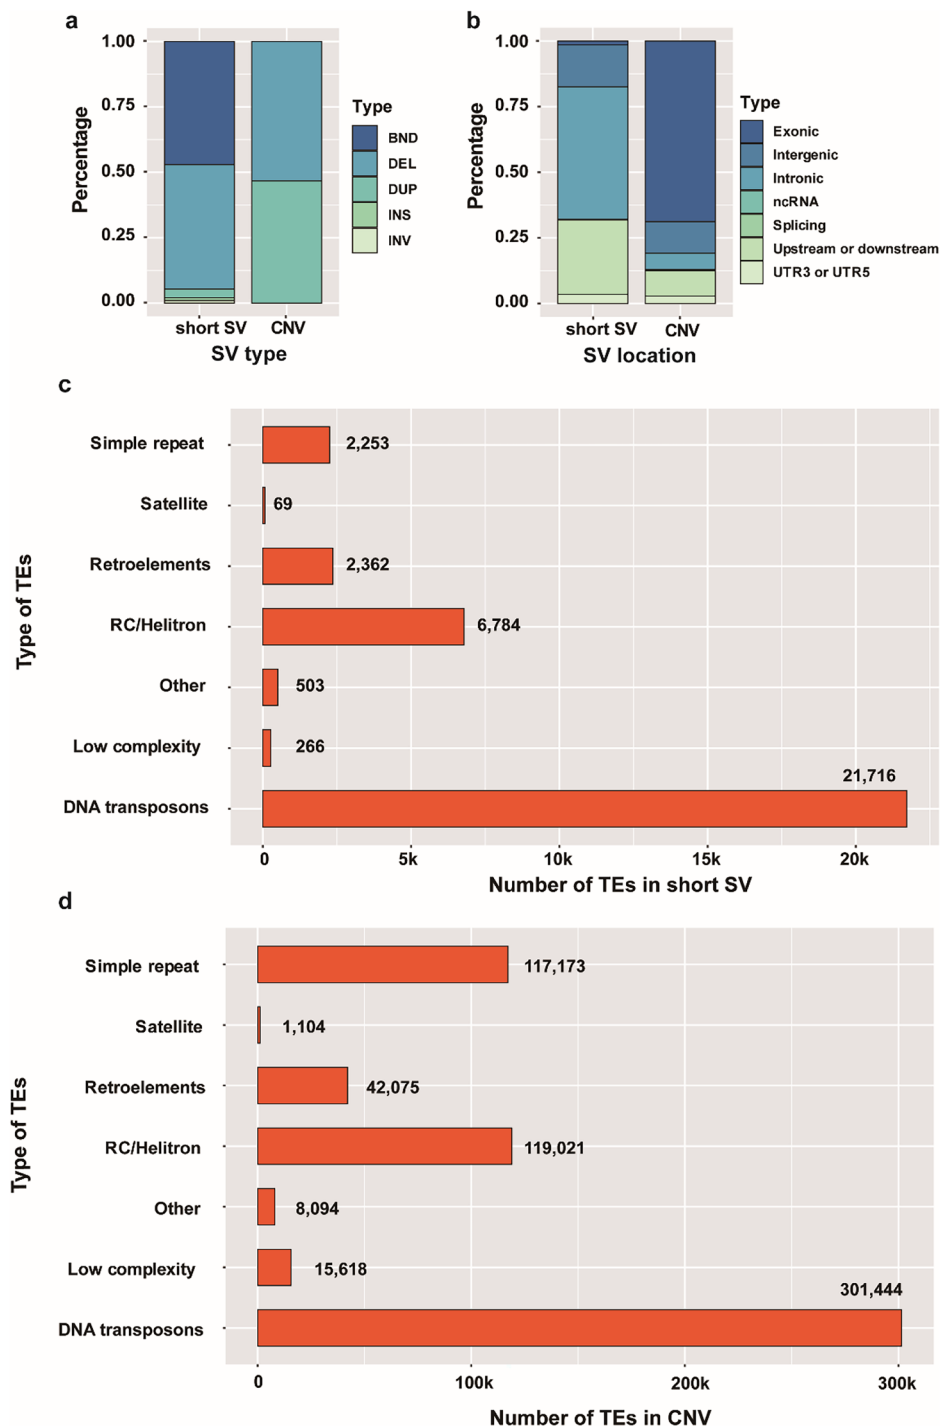 a
1.00
0.75
0.50
0.25
0.00
Percentage
short SV
CNV
SV type
Type
BND
DEL
DUP
INS
INV
b
1.00
0.75
0.50
0.25
0.00
Percentage
short SV
CNV
SV location
Type
Exonic
Intergenic
Intronic
ncRNA
Splicing
Upstream or downstream
UTR3 or UTR5
c
Type of TEs
Simple repeat
2,253
Satellite
69
Retroelements
2,362
RC/Helitron
6,784
Other
503
Low complexity
266
DNA transposons
21,716
0
5k
10k
15k
20k
Number of TEs in short SV
d
Type of TEs
Simple repeat
117,173
Satellite
1,104
Retroelements
42,075
RC/Helitron
119,021
Other
8,094
Low complexity
15,618
DNA transposons
301,444
0
100k
200k
300k
Number of TEs in CNV